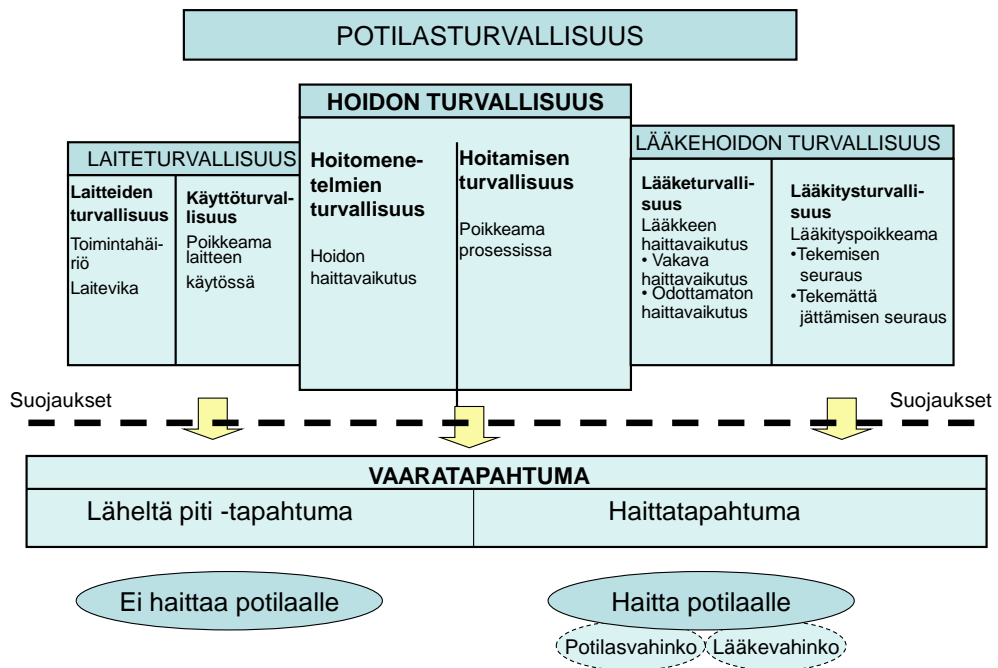 POTILASTURVALLISUUS
HOIDON TURVALLISUUS
LAITETURVALLISUUS
LÄÄKEHOIDON TURVALLISUUS
Laitteiden
turvallisuus
Toimintahäi-
riö
Laitevika
Käyttöturval-
lisuus
Poikkeama
laitteen
käytössä
Hoitomene-
telmien
turvallisuus
Hoidon
haittavaikutus
Hoitamisen
turvallisuus
Poikkeama
prosessissa
Lääketurvalli-
suus
Lääkkeen
haittavaikutus
• Vakava
haittavaikutus
• Odottamaton
haittavaikutus
Lääkitysturvalli-
suus
Lääkityspoikkeama
•Tekemisen
seuraus
•Tekemättä
jättämisen seuraus
Suojaukset
Suojaukset
VAARATAPAHTUMA
Läheltä piti -tapahtuma
Haittatapahtuma
Ei haittaa potilaalle
Haitta potilaalle
Potilasvahinko
Lääkevahinko